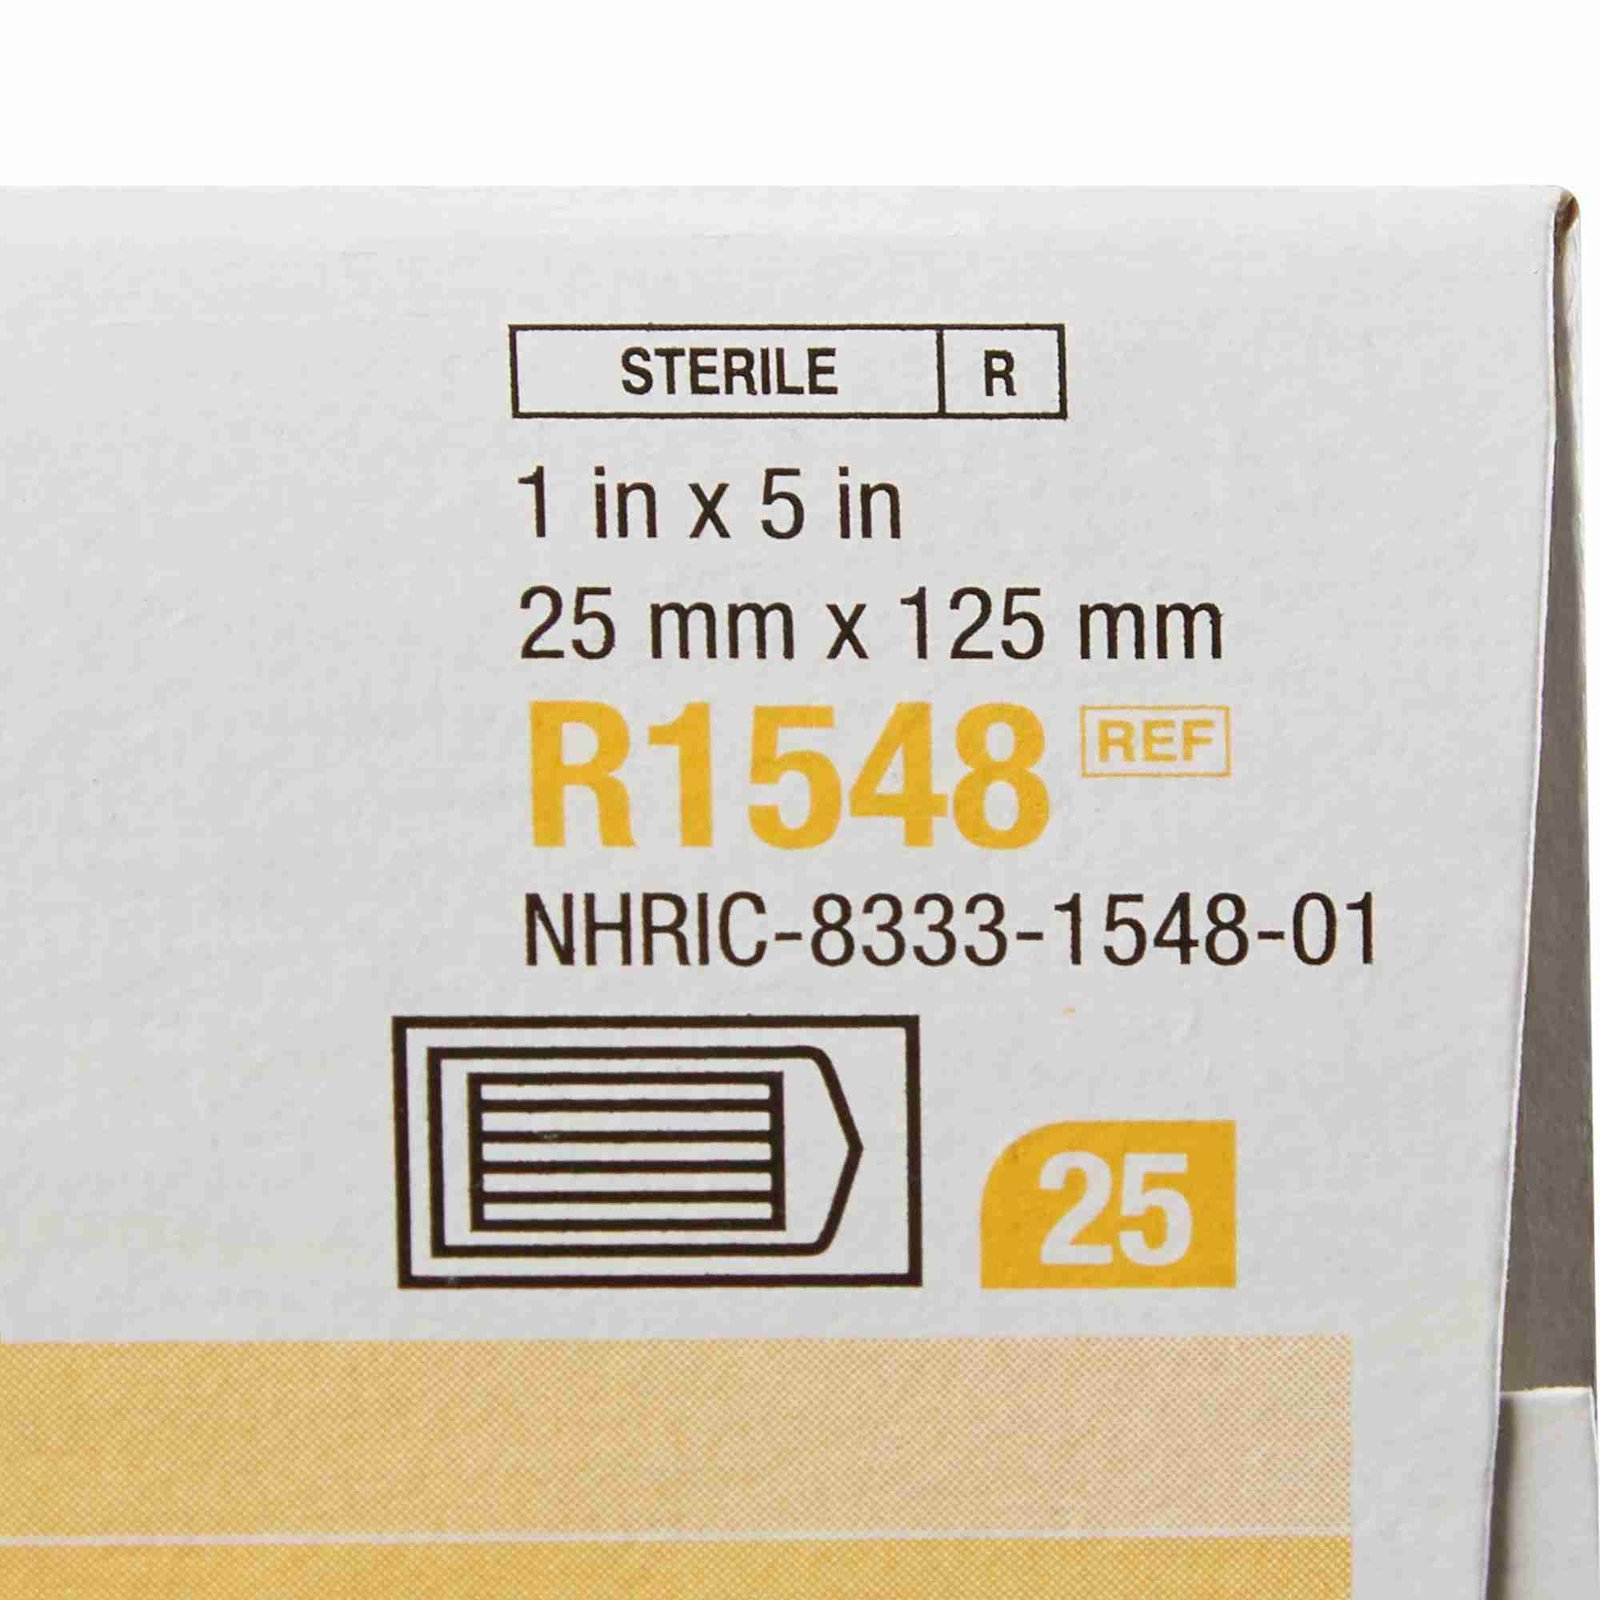 STERILE R
1 in x 5 in
25 mm x 125 mm
R1548 REF
NHRIC-8333-1548-01
25